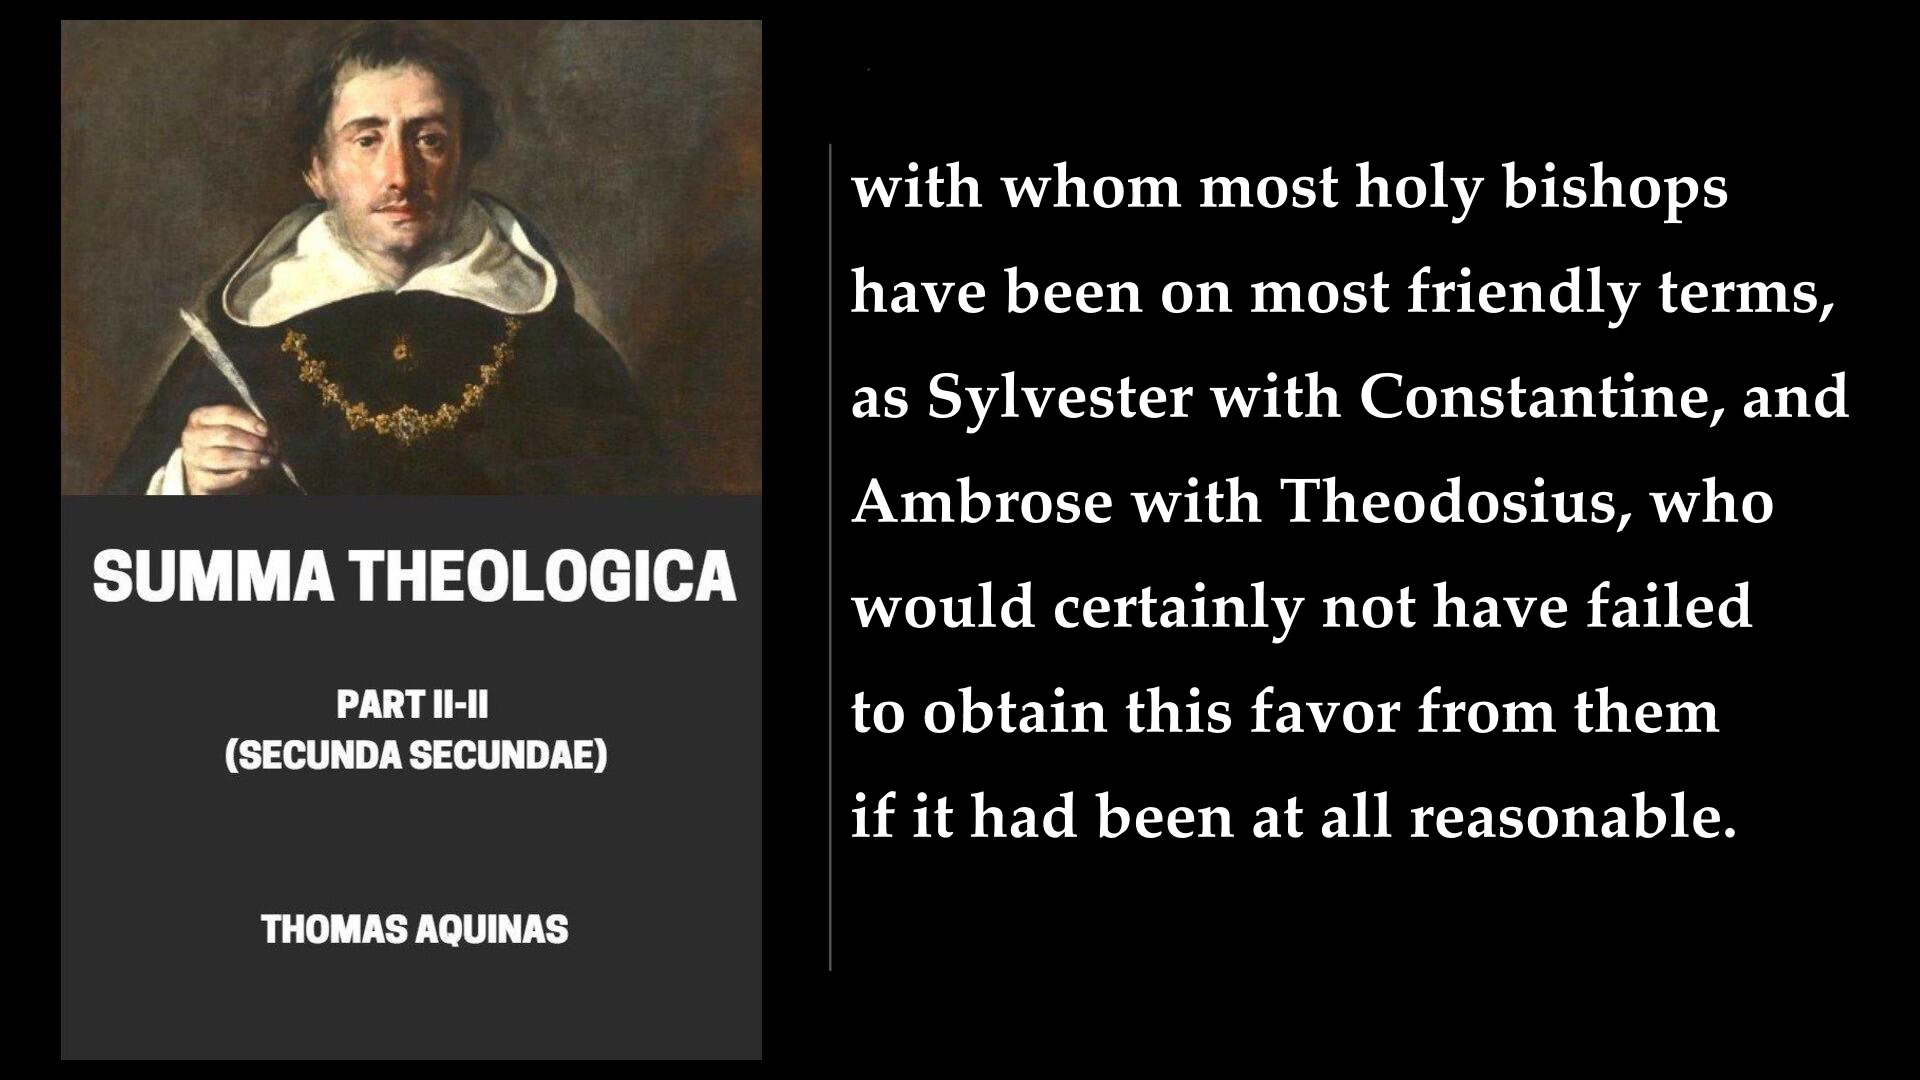 SUMMA THEOLOGICA
PART II-II
(SECUNDA SECUNDAE)
THOMAS AQUINAS
with whom most holy bishops
have been on most friendly terms,
as Sylvester with Constantine, and
Ambrose with Theodosius, who
would certainly not have failed
to obtain this favor from them
if it had been at all reasonable.